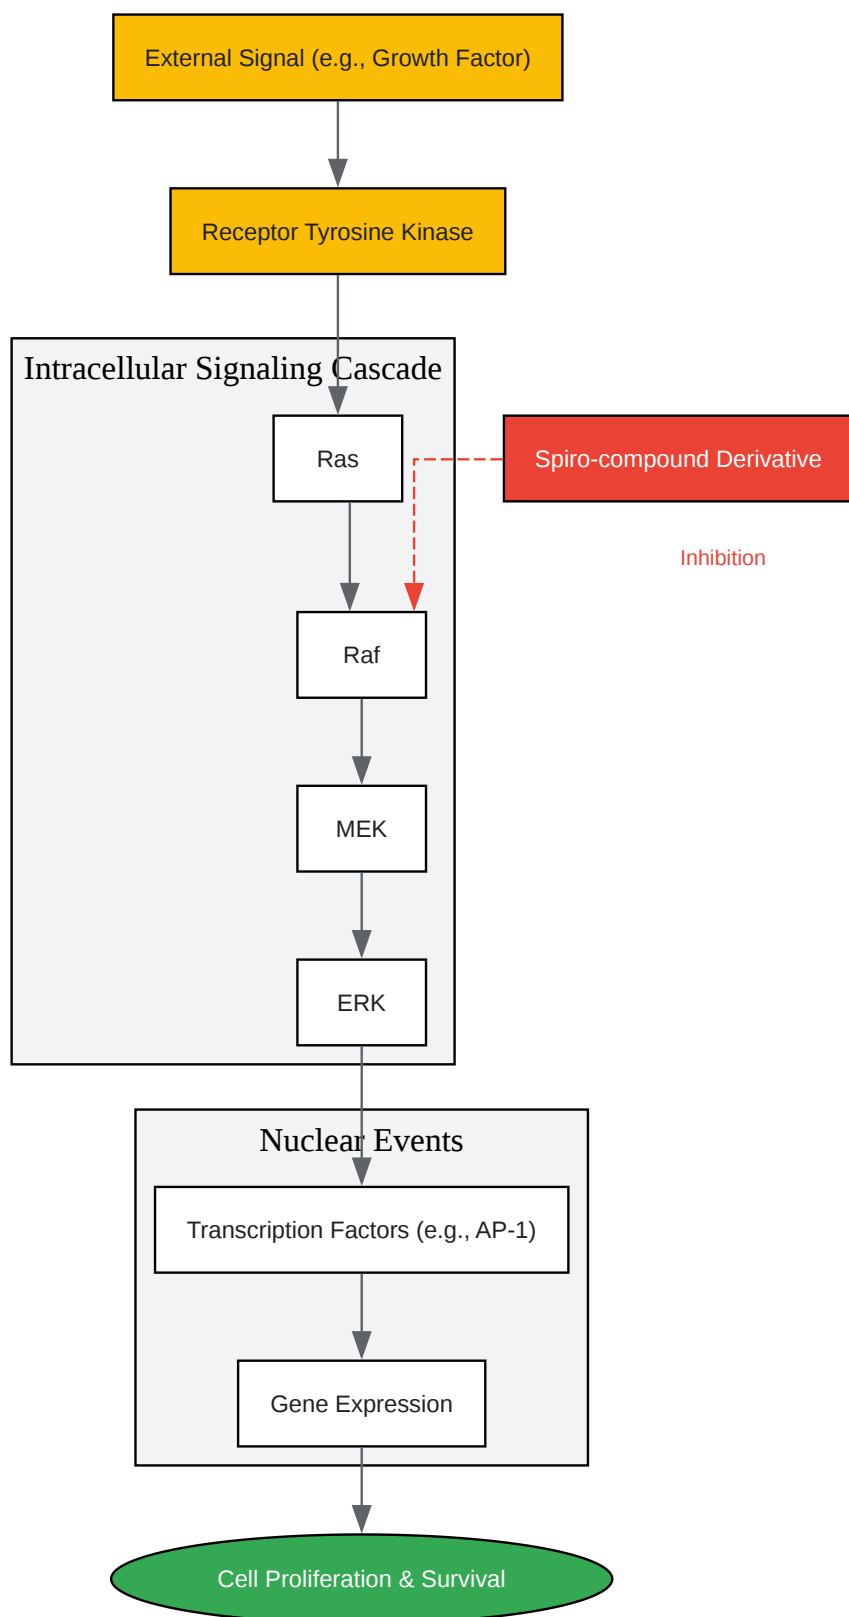 External Signal (e.g., Growth Factor)
Receptor Tyrosine Kinase
Intracellular Signaling Cascade
Ras
Spiro-compound Derivative
Inhibition
Raf
MEK
ERK
Nuclear Events
Transcription Factors (e.g., AP-1)
Gene Expression
Cell Proliferation & Survival